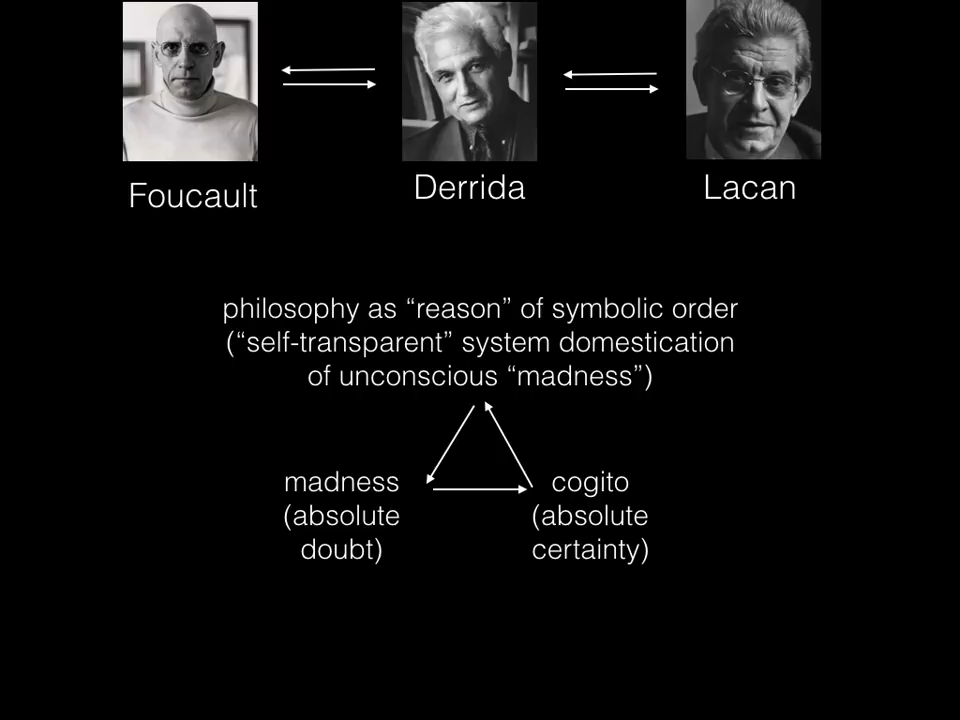 Foucault
Derrida
Lacan
philosophy as “reason” of symbolic order
(“self-transparent” system domestication
of unconscious “madness”)
madness
(absolute
doubt)
cogito
(absolute
certainty)